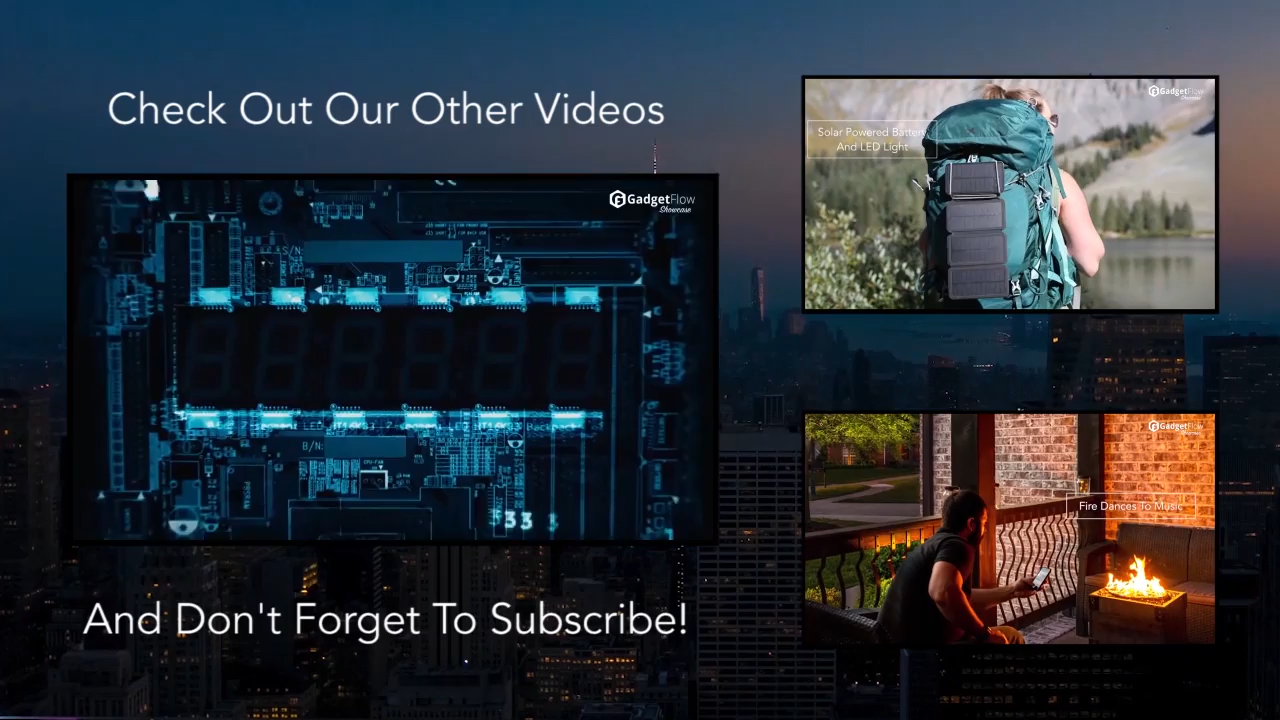 Check Out Our Other Videos
GadgetFlow
Showcase
S/N:
B/N:
GadgetFlow
Showcase
Solar Powered Battery
And LED Light
GadgetFlow
Showcase
Fire Dances To Music
And Don't Forget To Subscribe!